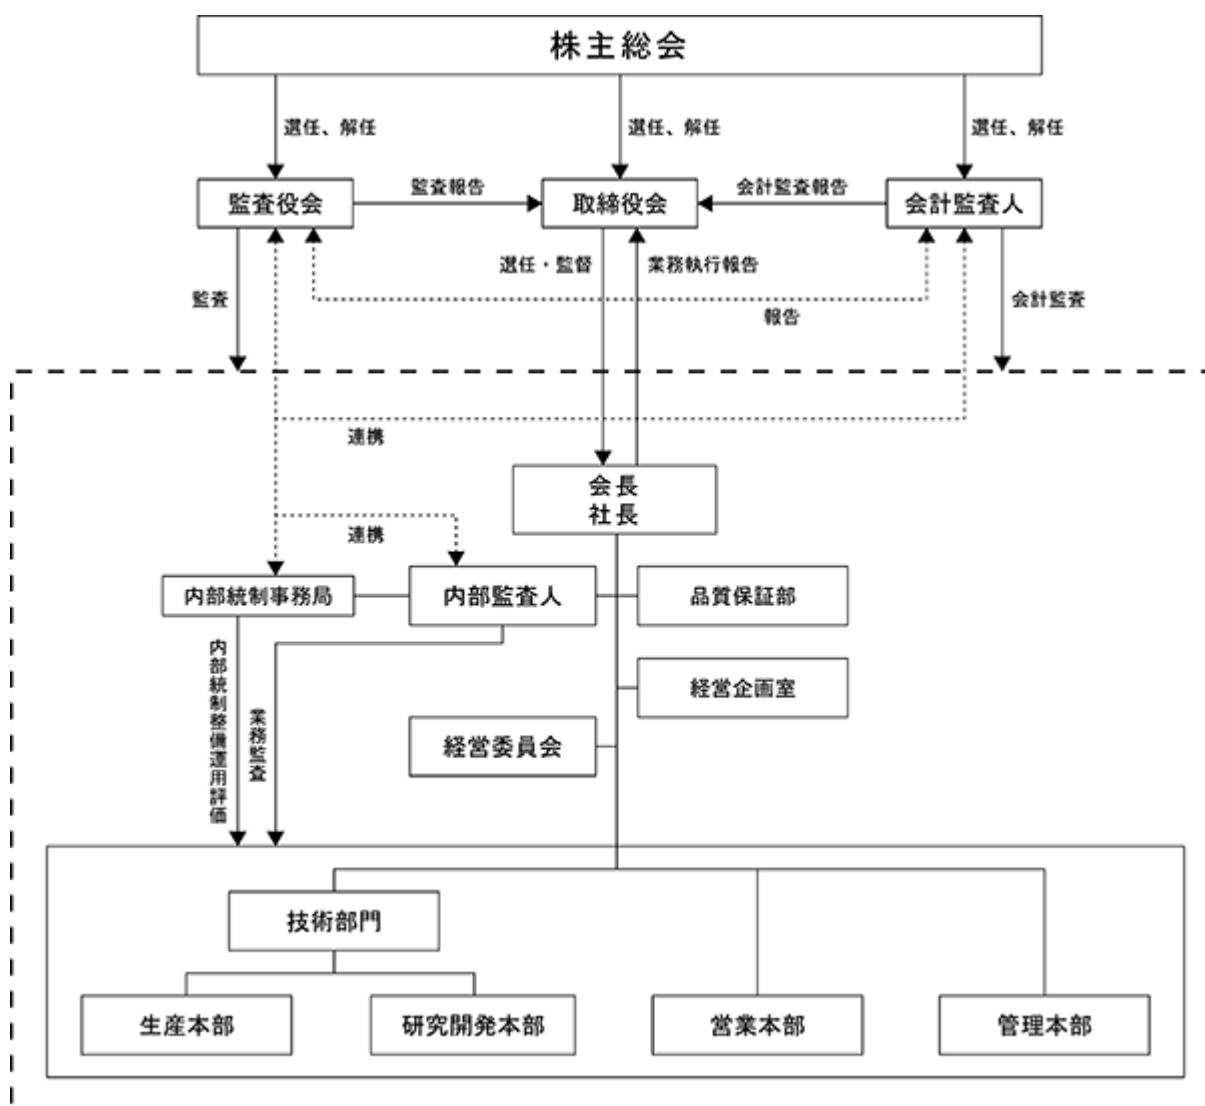 株主総会
選任、解任
選任、解任
選任、解任
監査役会
監査報告
取締役会
会計監査報告
会計監査人
選任・監督
業務執行報告
監査
報告
会計監査
連携
会長
社長
連携
内部統制事務局
内部監査人
品質保証部
内部統制整備運用評価
業務監査
経営企画室
経営委員会
技術部門
生産本部
研究開発本部
営業本部
管理本部